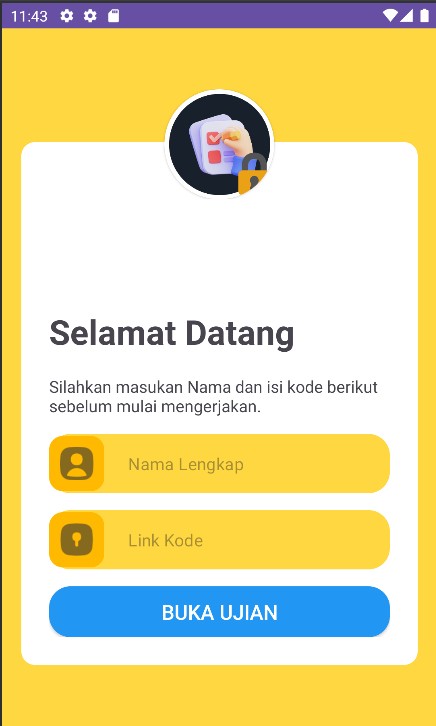 11:43
Selamat Datang
Silahkan masukan Nama dan isi kode berikut
sebelum mulai mengerjakan.
Nama Lengkap
Link Kode
BUKA UJIAN